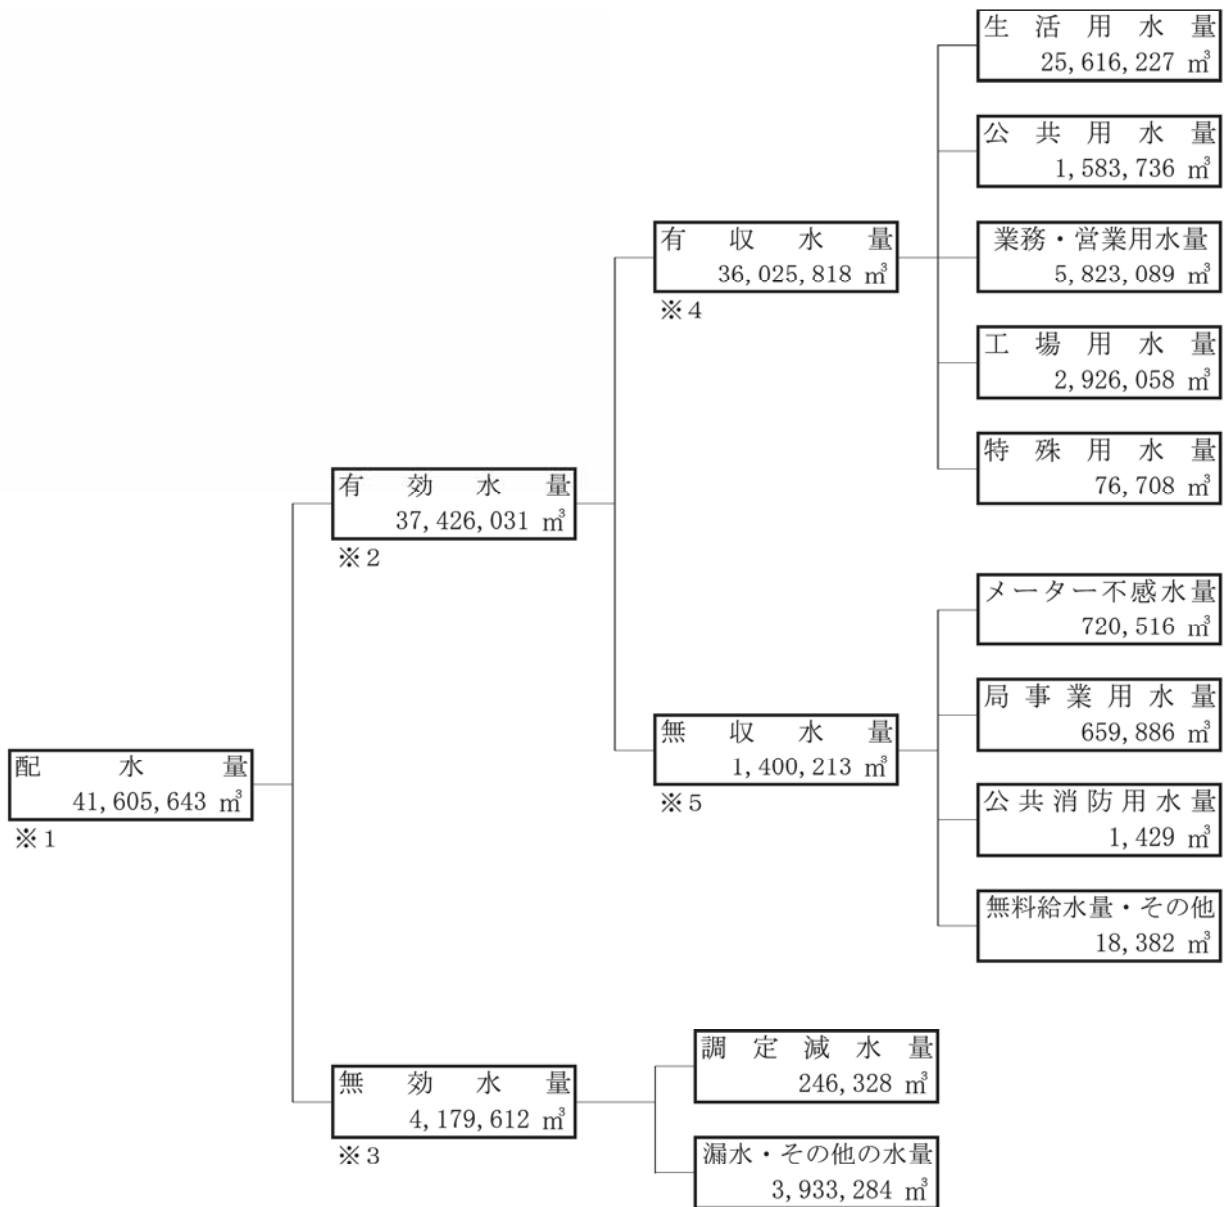 生活用水量
25,616,227 ㎥
公共用水量
1,583,736 ㎥
業務・営業用水量
5,823,089 ㎥
工場用水量
2,926,058 ㎥
特殊用水量
76,708 ㎥
有収水量
36,025,818 ㎥
※4
有効水量
37,426,031 ㎥
※2
メーター不感水量
720,516 ㎥
局事業用水量
659,886 ㎥
公共消防用水量
1,429 ㎥
無料給水量・その他
18,382 ㎥
無収水量
1,400,213 ㎥
※5
配水量
41,605,643 ㎥
※1
無効水量
4,179,612 ㎥
※3
調定減水量
246,328 ㎥
漏水・その他の水量
3,933,284 ㎥